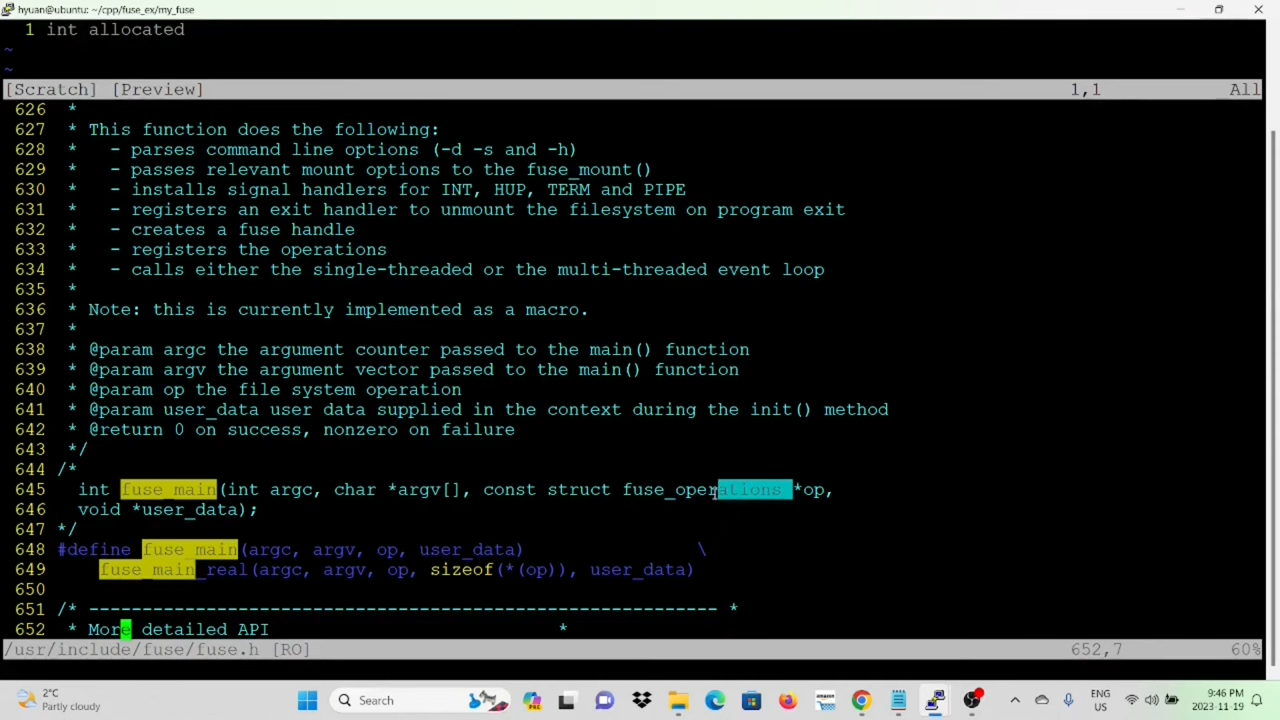 hyuan@ubuntu: ~/cpp/fuse_ex/my_fuse
1 int allocated
~
~
[Scratch] [Preview] 1,1 All
626 *
627 * This function does the following:
628 * - parses command line options (-d -s and -h)
629 * - passes relevant mount options to the fuse_mount()
630 * - installs signal handlers for INT, HUP, TERM and PIPE
631 * - registers an exit handler to unmount the filesystem on program exit
632 * - creates a fuse handle
633 * - registers the operations
634 * - calls either the single-threaded or the multi-threaded event loop
635 *
636 * Note: this is currently implemented as a macro.
637 *
638 * @param argc the argument counter passed to the main() function
639 * @param argv the argument vector passed to the main() function
640 * @param op the file system operation
641 * @param user_data user data supplied in the context during the init() method
642 * @return 0 on success, nonzero on failure
643 */
644 /*
645 int fuse_main(int argc, char *argv[], const struct fuse_operations *op,
646 void *user_data);
647 */
648 #define fuse_main(argc, argv, op, user_data) \
649 fuse_main_real(argc, argv, op, sizeof(*(op)), user_data)
650
651 /* ----------------------------------------------------------- *
652 * More detailed API *
/usr/include/fuse/fuse.h [RO] 652,7 60%
2°C
Partly cloudy
Search
ENG
US
9:46 PM
2023-11-19